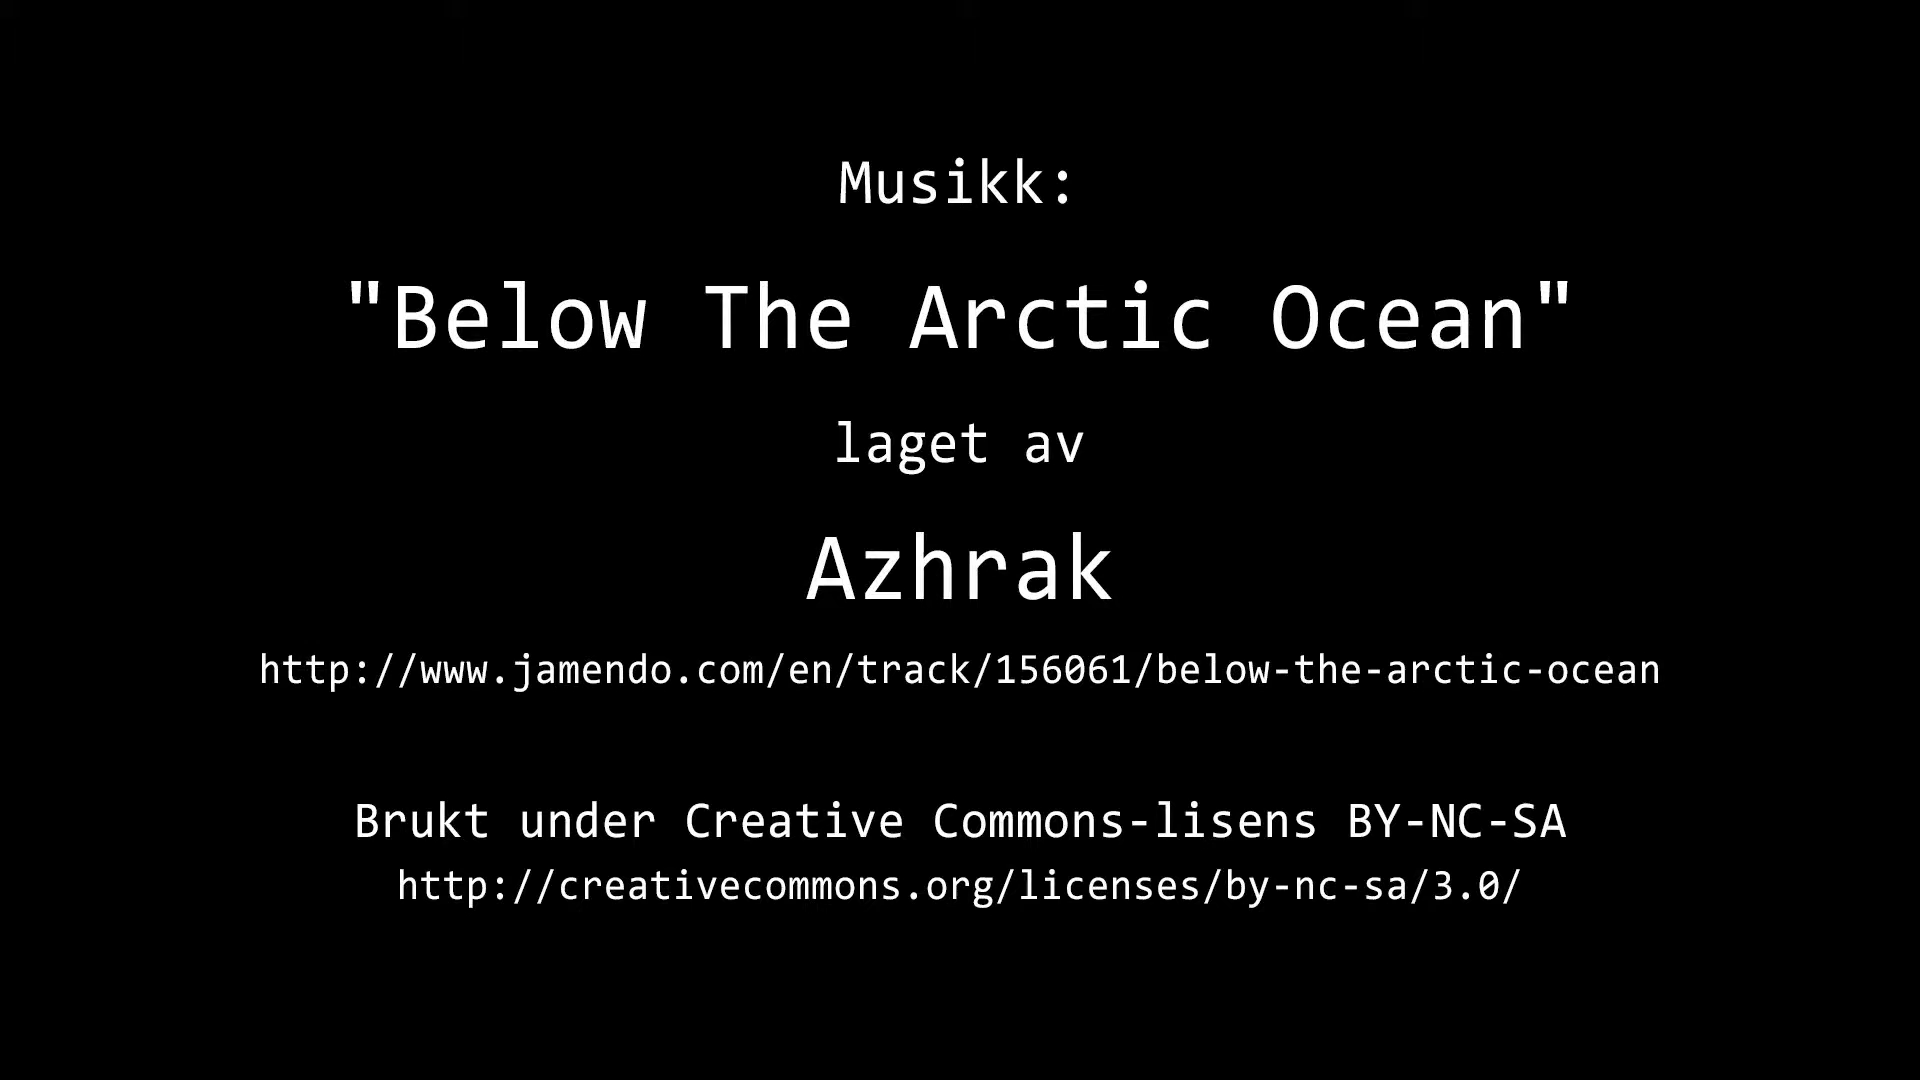 Musikk:
"Below The Arctic Ocean"
laget av
Azhrak
http://www.jamendo.com/en/track/156061/below-the-arctic-ocean
Brukt under Creative Commons-lisens BY-NC-SA
http://creativecommons.org/licenses/by-nc-sa/3.0/